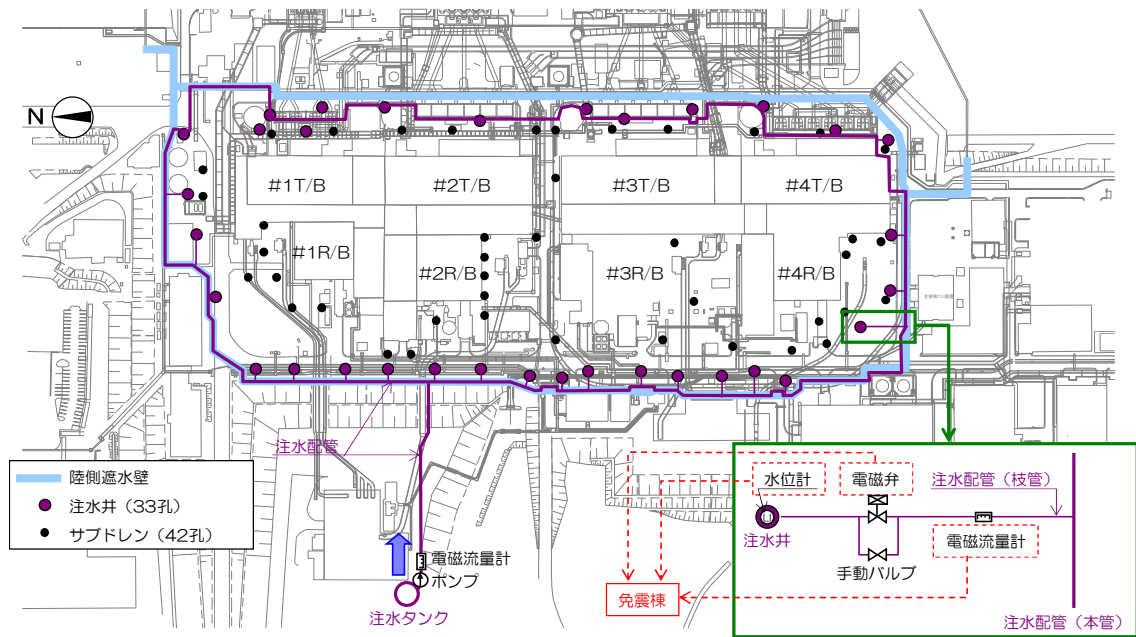 N
#1T/B
#2T/B
#3T/B
#4T/B
#1R/B
#2R/B
#3R/B
#4R/B
注水配管
陸側遮水壁
注水井（33孔）
サブドレン（42孔）
電磁流量計
ポンプ
注水タンク
水位計
電磁弁
注水配管（枝管）
注水井
電磁流量計
手動バルブ
免震棟
注水配管（本管）